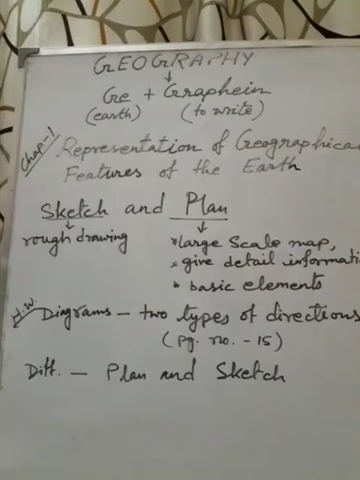 GEOGRAPHY
Ge + Graphein
(earth) (to write)
Chap-1
Representation of Geographica
Features of the Earth
Sketch and Plan
rough drawing * large Scale map,
* give detail informati
* basic elements
H.W. Diagrams - two types of directions
(Pg. no. - 15)
Diff. - Plan and Sketch